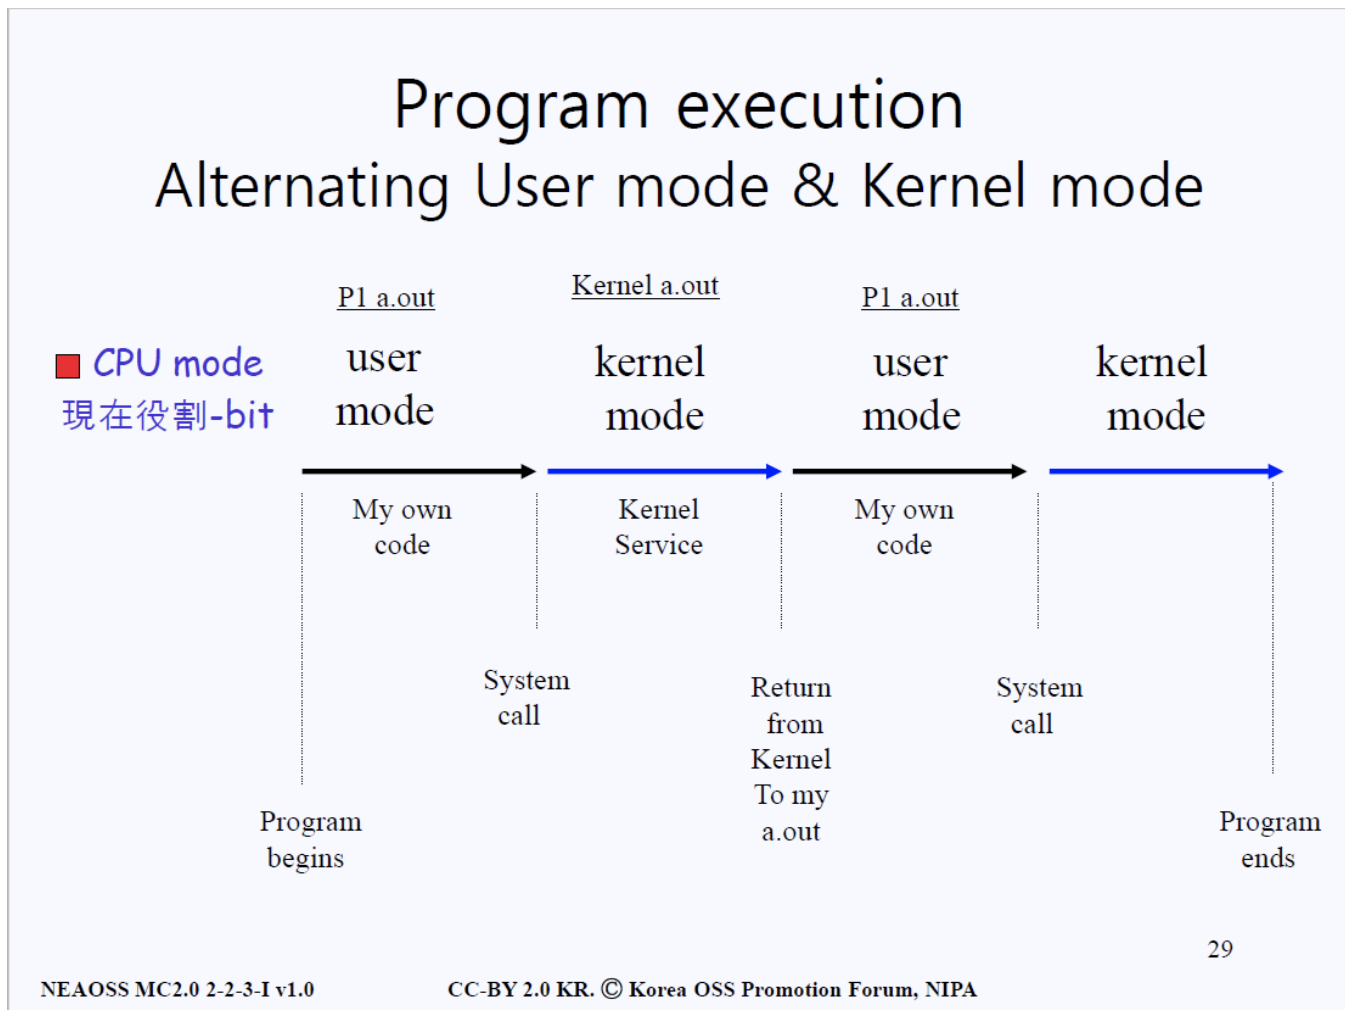 Program execution
Alternating User mode & Kernel mode
P1 a.out
Kernel a.out
P1 a.out
CPU mode
現在役割-bit
user
mode
kernel
mode
user
mode
kernel
mode
My own
code
Kernel
Service
My own
code
System
call
Return
from
Kernel
To my
a.out
System
call
Program
begins
Program
ends
29
NEAOSS MC2.0 2-2-3-I v1.0
CC-BY 2.0 KR. Ⓒ Korea OSS Promotion Forum, NIPA